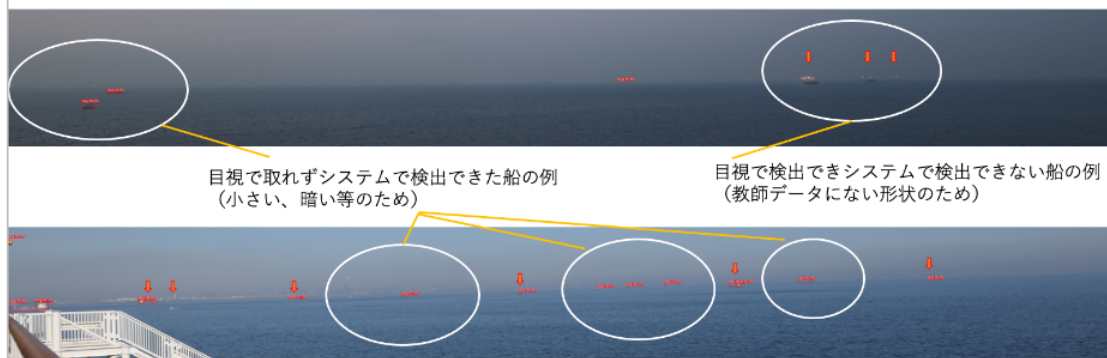 目視で取れずシステムで検出できた船の例
（小さい、暗い等のため）
目視で検出できシステムで検出できない船の例
（教師データにない形状のため）